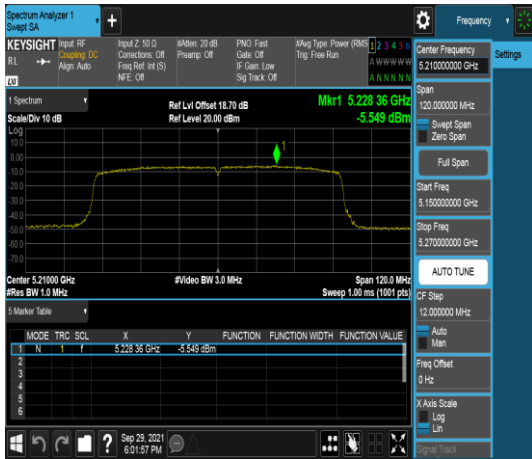 Spectrum Analyzer 1
Swept SA
Frequency
KEYSIGHT
RL
LXI
Input: RF
Coupling: DC
Align: Auto
Input Z: 50 Ω
Corrections: Off
Freq Ref: Int (S)
NFE: Off
#Atten: 20 dB
Preamp: Off
PNO: Fast
Gate: Off
IF Gain: Low
Sig Track: Off
#Avg Type: Power (RMS
Trig: Free Run
1 2 3 4 5 6
A W W W W W
A N N N N N
Center Frequency
5.210000000 GHz
Settings
Span
120.000000 MHz
Swept Span
Zero Span
Full Span
Start Freq
5.150000000 GHz
Stop Freq
5.270000000 GHz
AUTO TUNE
CF Step
12.000000 MHz
Auto
Man
Freq Offset
0 Hz
X Axis Scale
Log
Lin
Signal Track
1 Spectrum
Scale/Div 10 dB
Ref Lvl Offset 18.70 dB
Ref Level 20.00 dBm
Mkr1 5.228 36 GHz
-5.549 dBm
Log
10.0
0.00
-10.0
-20.0
-30.0
-40.0
-50.0
-60.0
-70.0
1
Center 5.21000 GHz
#Res BW 1.0 MHz
#Video BW 3.0 MHz
Span 120.0 MHz
Sweep 1.00 ms (1001 pts)
5 Marker Table
MODE TRC SCL X Y FUNCTION FUNCTION WIDTH FUNCTION VALUE
1 N 1 f 5.228 36 GHz -5.549 dBm
2
3
4
5
6
?
Sep 29, 2021
6:01:57 PM